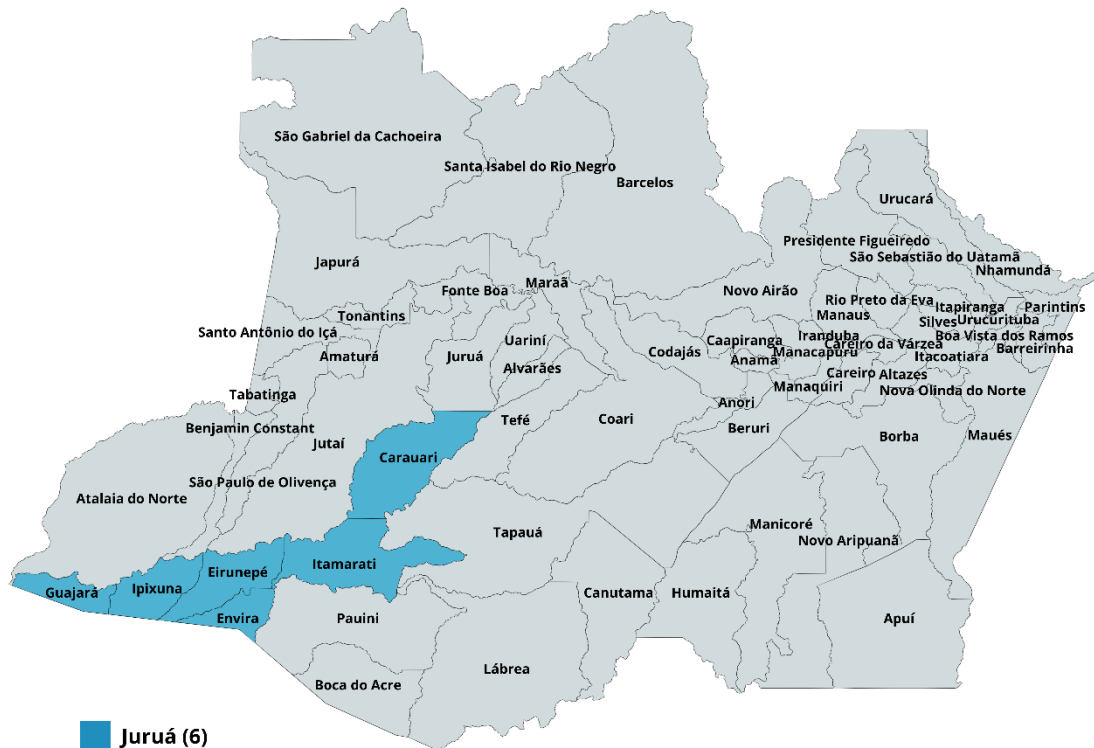 São Gabriel da Cachoeira
Santa Isabel do Rio Negro
Barcelos
Urucará
Presidente Figueiredo
São Sebastião do Uatamã
Nhamundá
Japurá
Maraã
Fonte Boa
Novo Airão
Rio Preto da Eva
Itapiranga
Parintins
Tonantins
Manaus
Silves
Urucurituba
Santo Antônio do Içá
Iranduba
Boa Vista dos Ramos
Uariní
Caapiranga
Careiro da Várzea
Amaturá
Juruá
Codajás
Manacapuru
Itacoatiara
Barreirinha
Anamã
Alvarães
Careiro
Altazes
Manaquiri
Nova Olinda do Norte
Tabatinga
Anori
Tefé
Coari
Benjamin Constant
Beruri
Jutaí
Borba
Maués
Carauari
São Paulo de Olivença
Atalaia do Norte
Manicoré
Tapauá
Novo Aripuanã
Itamarati
Eirunepé
Ipixuna
Guajará
Canutama
Humaitá
Envira
Pauini
Apuí
Lábrea
Boca do Acre
Juruá (6)